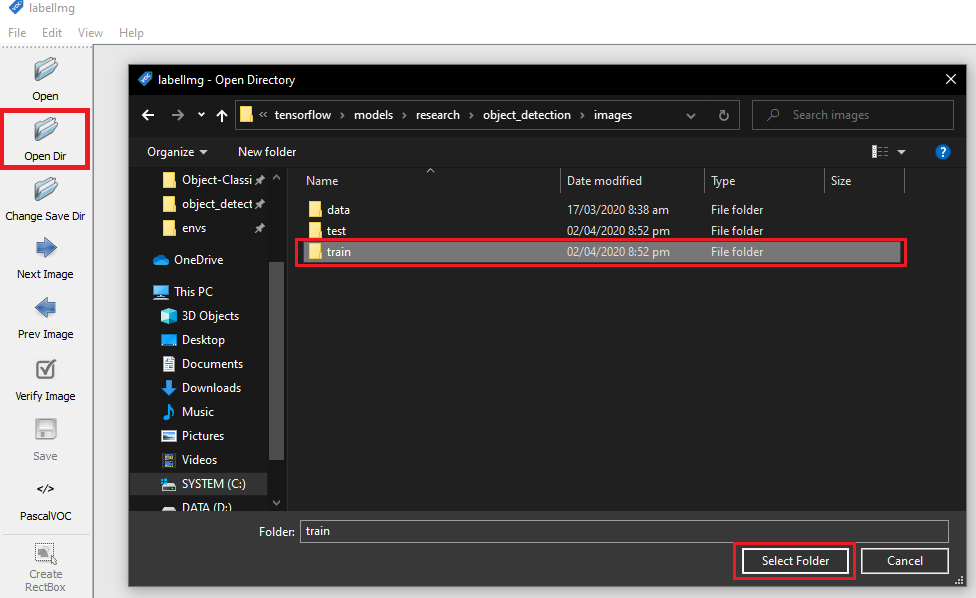 labelImg
File Edit View Help
Open
Open Dir
Change Save Dir
Next Image
Prev Image
Verify Image
Save
</>
PascalVOC
Create
RectBox
VOC labelImg - Open Directory
« tensorflow > models > research > object_detection > images
Search images
Organize New folder
?
Object-Classi
object_detect
envs
OneDrive
This PC
3D Objects
Desktop
Documents
Downloads
Music
Pictures
Videos
SYSTEM (C:)
DATA (D:)
Name Date modified Type Size
data 17/03/2020 8:38 am File folder
test 02/04/2020 8:52 pm File folder
train 02/04/2020 8:52 pm File folder
Folder: train
Select Folder Cancel